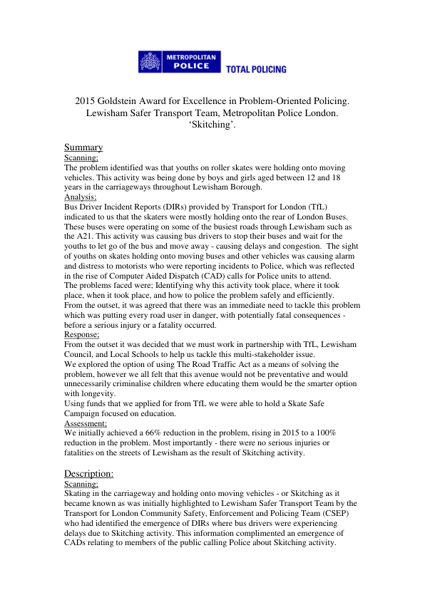 METROPOLITAN
POLICE
TOTAL POLICING
2015 Goldstein Award for Excellence in Problem-Oriented Policing.
Lewisham Safer Transport Team, Metropolitan Police London.
‘Skitching’.
Summary
Scanning;
The problem identified was that youths on roller skates were holding onto moving
vehicles. This activity was being done by boys and girls aged between 12 and 18
years in the carriageways throughout Lewisham Borough.
Analysis;
Bus Driver Incident Reports (DIRs) provided by Transport for London (TfL)
indicated to us that the skaters were mostly holding onto the rear of London Buses.
These buses were operating on some of the busiest roads through Lewisham such as
the A21. This activity was causing bus drivers to stop their buses and wait for the
youths to let go of the bus and move away - causing delays and congestion. The sight
of youths on skates holding onto moving buses and other vehicles was causing alarm
and distress to motorists who were reporting incidents to Police, which was reflected
in the rise of Computer Aided Dispatch (CAD) calls for Police units to attend.
The problems faced were; Identifying why this activity took place, where it took
place, when it took place, and how to police the problem safely and efficiently.
From the outset, it was agreed that there was an immediate need to tackle this problem
which was putting every road user in danger, with potentially fatal consequences -
before a serious injury or a fatality occurred.
Response;
From the outset it was decided that we must work in partnership with TfL, Lewisham
Council, and Local Schools to help us tackle this multi-stakeholder issue.
We explored the option of using The Road Traffic Act as a means of solving the
problem, however we all felt that this avenue would not be preventative and would
unnecessarily criminalise children where educating them would be the smarter option
with longevity.
Using funds that we applied for from TfL we were able to hold a Skate Safe
Campaign focused on education.
Assessment;
We initially achieved a 66% reduction in the problem, rising in 2015 to a 100%
reduction in the problem. Most importantly - there were no serious injuries or
fatalities on the streets of Lewisham as the result of Skitching activity.
Description:
Scanning;
Skating in the carriageway and holding onto moving vehicles - or Skitching as it
became known as was initially highlighted to Lewisham Safer Transport Team by the
Transport for London Community Safety, Enforcement and Policing Team (CSEP)
who had identified the emergence of DIRs where bus drivers were experiencing
delays due to Skitching activity. This information complimented an emergence of
CADs relating to members of the public calling Police about Skitching activity.